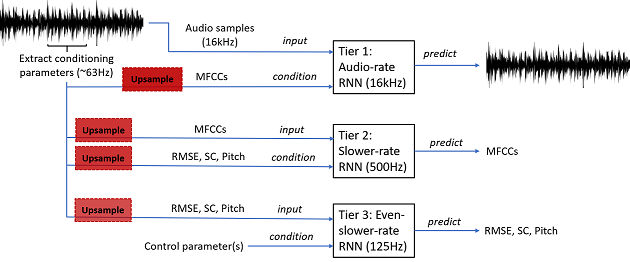 Audio samples
(16kHz)
input
Extract conditioning
parameters (~63Hz)
Upsample
MFCCs
condition
Tier 1:
Audio-rate
RNN (16kHz)
predict
Upsample
MFCCs
input
Upsample
RMSE, SC, Pitch
condition
Tier 2:
Slower-rate
RNN (500Hz)
predict
MFCCs
Upsample
RMSE, SC, Pitch
input
Control parameter(s)
condition
Tier 3: Even-
slower-rate
RNN (125Hz)
predict
RMSE, SC, Pitch